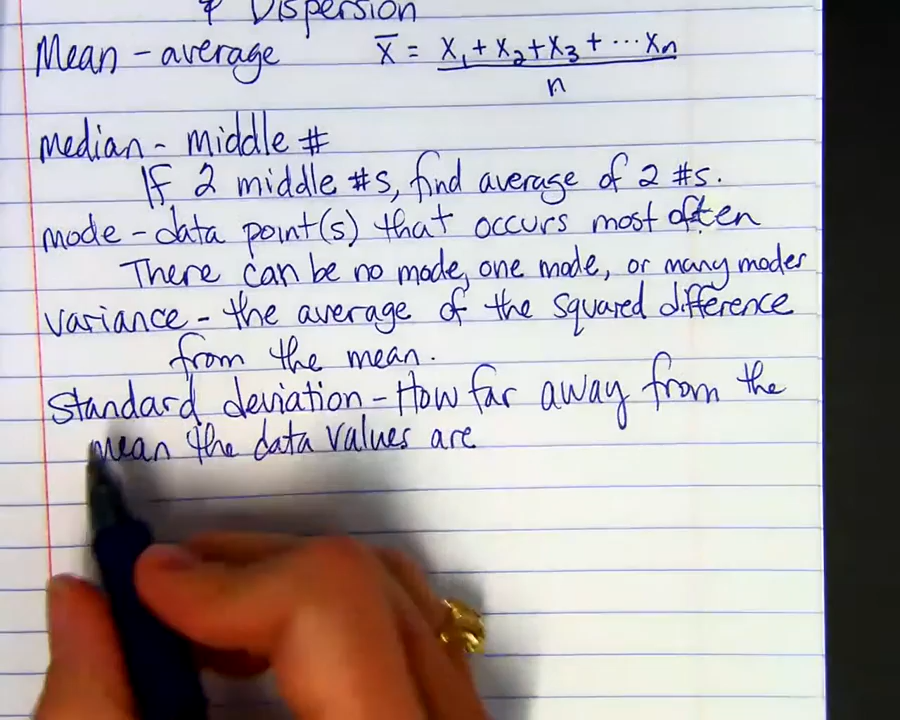 & Dispersion
Mean - average x̄ = x₁ + x₂ + x₃ + ⋯ xₙ / n
median - middle #
If 2 middle #s, find average of 2 #s.
mode - data point(s) that occurs most often
There can be no mode, one mode, or many modes
variance - the average of the squared difference
from the mean.
Standard deviation - How far away from the
mean the data values are